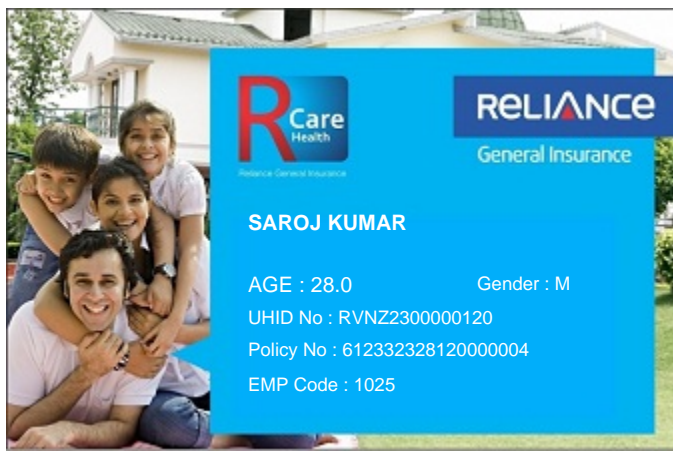 RCare
Health
Reliance General Insurance
RELIANCE
General Insurance
SAROJ KUMAR
AGE : 28.0 Gender : M
UHID No : RVNZ2300000120
Policy No : 612332328120000004
EMP Code : 1025